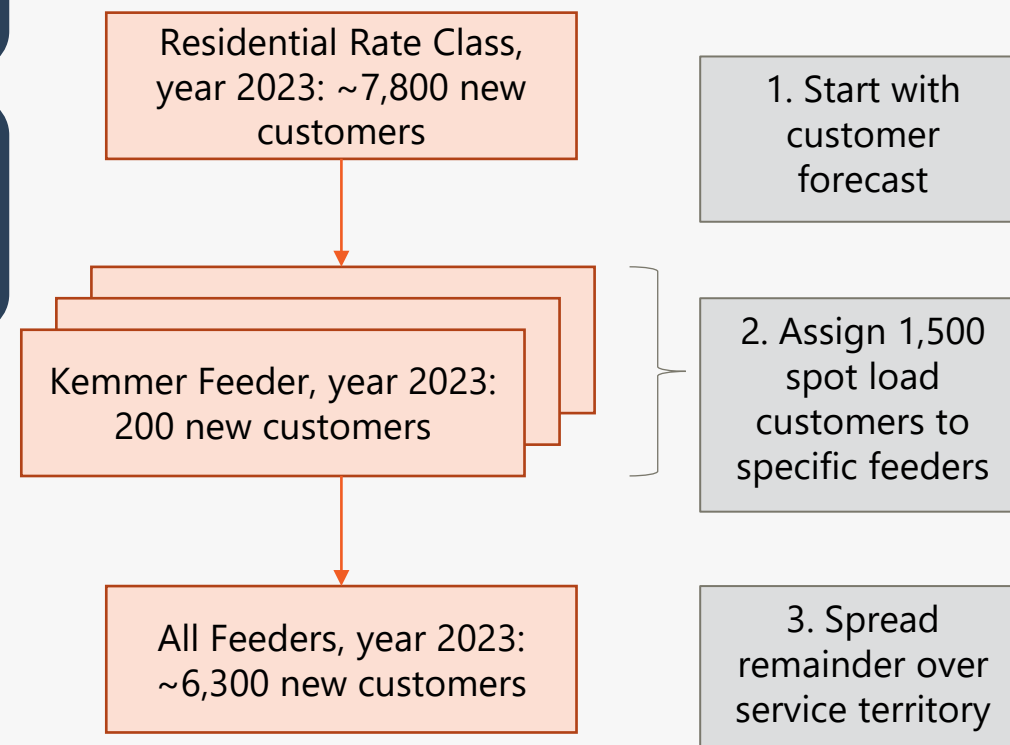 Residential Rate Class,
year 2023: ~7,800 new
customers
1. Start with
customer
forecast
Kemmer Feeder, year 2023:
200 new customers
2. Assign 1,500
spot load
customers to
specific feeders
All Feeders, year 2023:
~6,300 new customers
3. Spread
remainder over
service territory